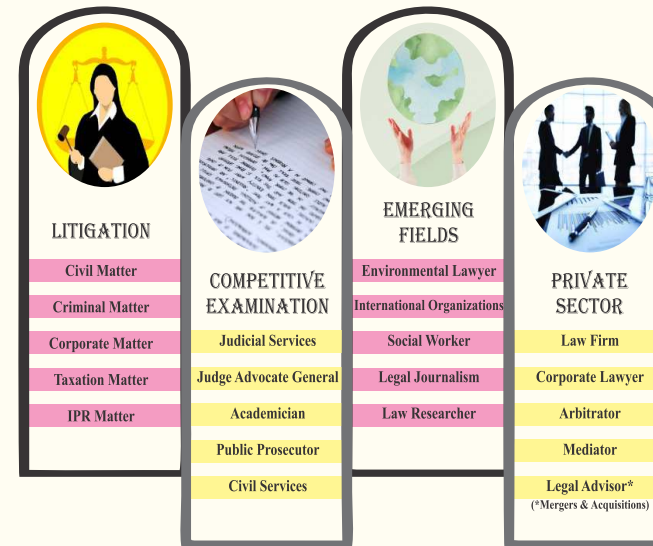 LITIGATION
Civil Matter
Criminal Matter
Corporate Matter
Taxation Matter
IPR Matter
COMPETITIVE
EXAMINATION
Judicial Services
Judge Advocate General
Academician
Public Prosecutor
Civil Services
EMERGING
FIELDS
Environmental Lawyer
International Organizations
Social Worker
Legal Journalism
Law Researcher
PRIVATE
SECTOR
Law Firm
Corporate Lawyer
Arbitrator
Mediator
Legal Advisor*
(*Mergers & Acquisitions)